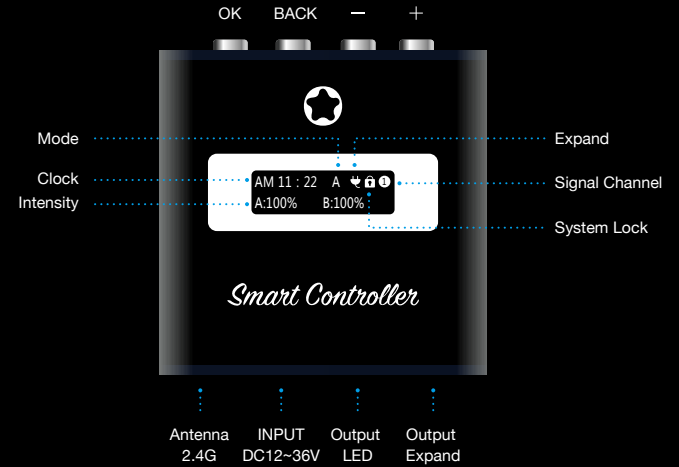 OK BACK — +
Mode
Expand
Clock
Signal Channel
Intensity
System Lock
AM 11 : 22 A 1
A:100% B:100%
Smart Controller
Antenna
2.4G
INPUT
DC12~36V
Output
LED
Output
Expand